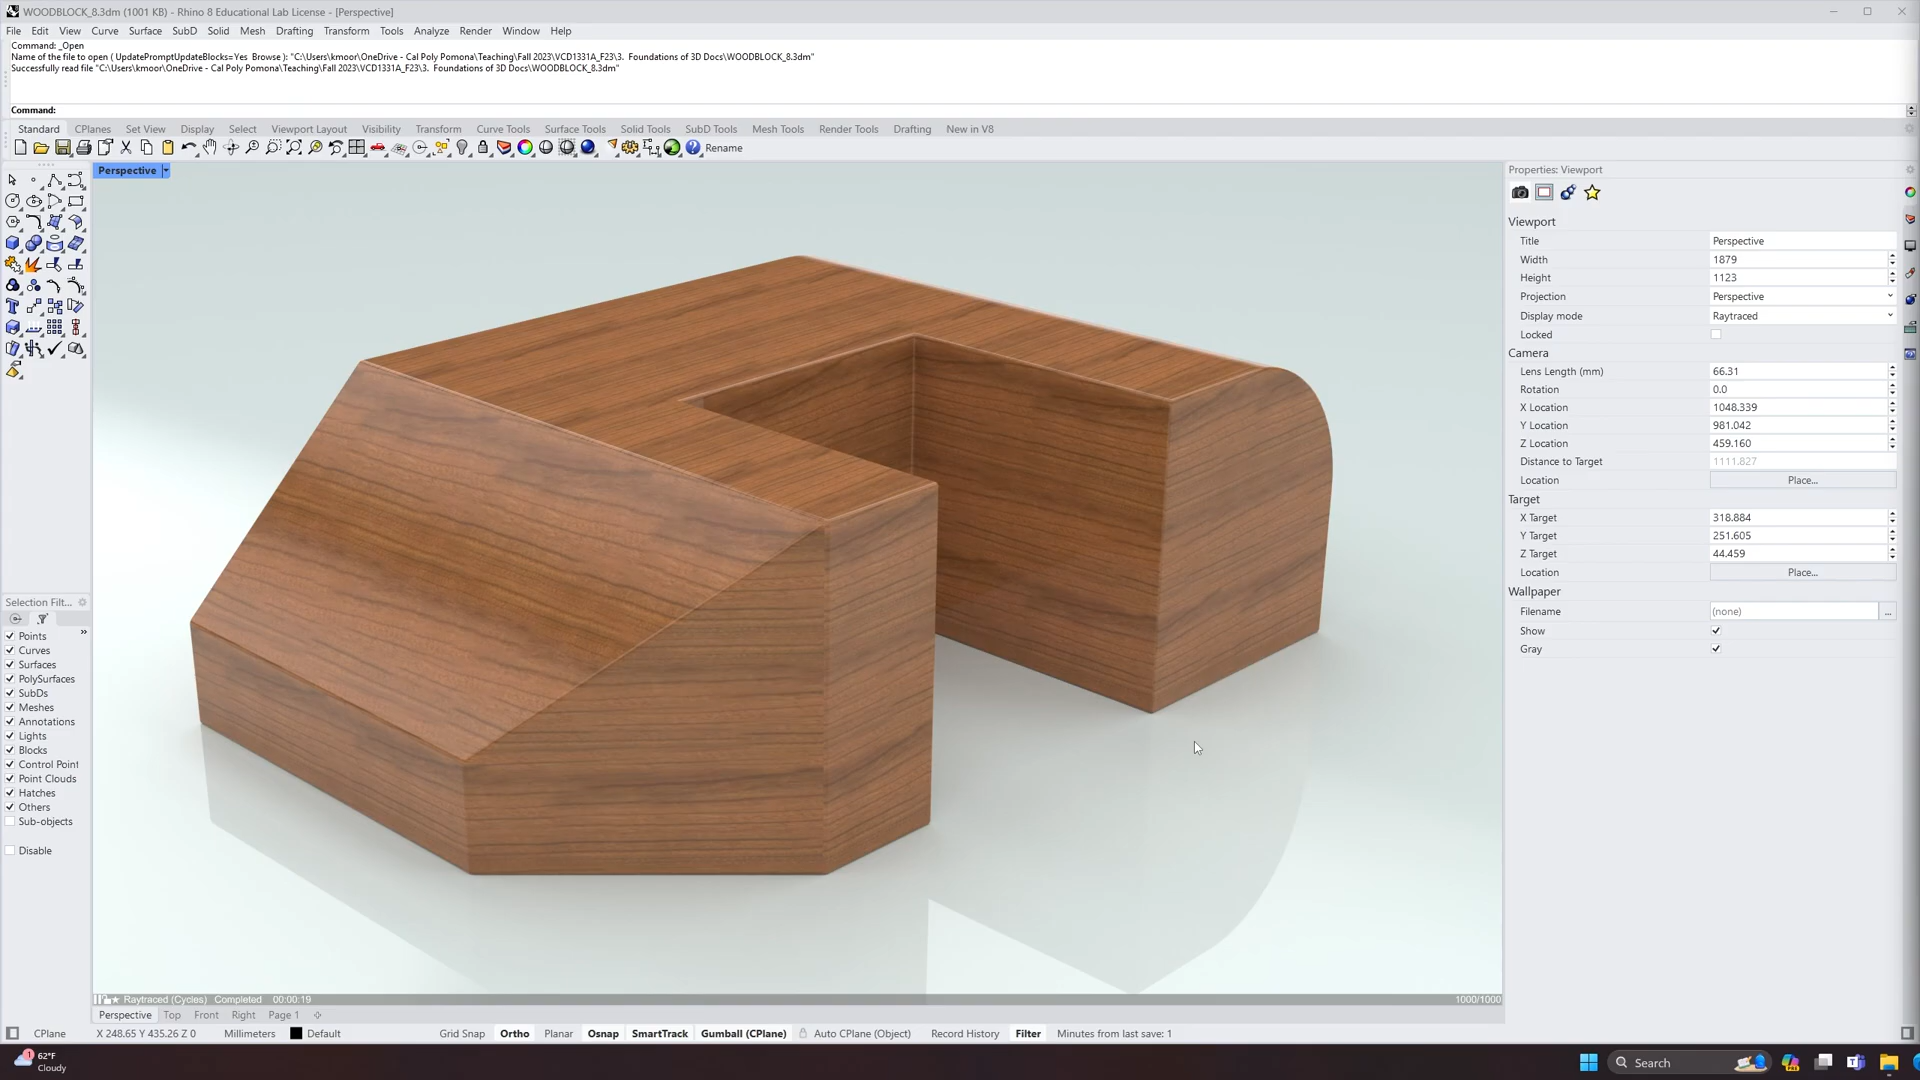 WOODBLOCK_8.3dm (1001 KB) - Rhino 8 Educational Lab License - [Perspective]
File Edit View Curve Surface SubD Solid Mesh Drafting Transform Tools Analyze Render Window Help
Command: _Open
Name of the file to open ( UpdatePromptUpdateBlocks=Yes Browse ): "C:\Users\kmoor\OneDrive - Cal Poly Pomona\Teaching\Fall 2023\VCD1331A_F23\3. Foundations of 3D Docs\WOODBLOCK_8.3dm"
Successfully read file "C:\Users\kmoor\OneDrive - Cal Poly Pomona\Teaching\Fall 2023\VCD1331A_F23\3. Foundations of 3D Docs\WOODBLOCK_8.3dm"
Command:
Standard CPlanes Set View Display Select Viewport Layout Visibility Transform Curve Tools Surface Tools Solid Tools SubD Tools Mesh Tools Render Tools Drafting New in V8
Rename
Perspective
Properties: Viewport
Viewport
Title Perspective
Width 1879
Height 1123
Projection Perspective
Display mode Raytraced
Locked
Camera
Lens Length (mm) 66.31
Rotation 0.0
X Location 1048.339
Y Location 981.042
Z Location 459.160
Distance to Target 1111.827
Location Place...
Target
X Target 318.884
Y Target 251.605
Z Target 44.459
Location Place...
Wallpaper
Filename (none) ...
Show
Gray
Selection Filt...
Points
Curves
Surfaces
PolySurfaces
SubDs
Meshes
Annotations
Lights
Blocks
Control Point
Point Clouds
Hatches
Others
Sub-objects
Disable
Raytraced (Cycles) Completed 00:00:19 1000/1000
Perspective Top Front Right Page 1
CPlane X 248.65 Y 435.26 Z 0 Millimeters Default Grid Snap Ortho Planar Osnap SmartTrack Gumball (CPlane) Auto CPlane (Object) Record History Filter Minutes from last save: 1
1
62°F
Cloudy
Search